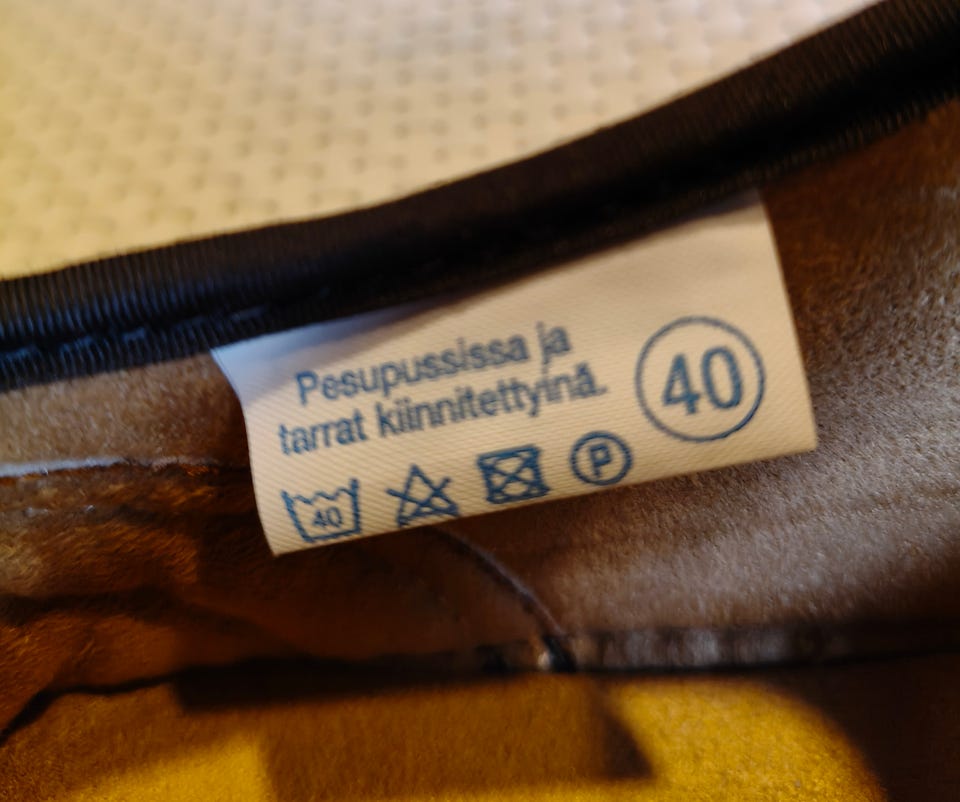 Pesupussissa ja
tarrat kiinnitettyinä.
40
40
P